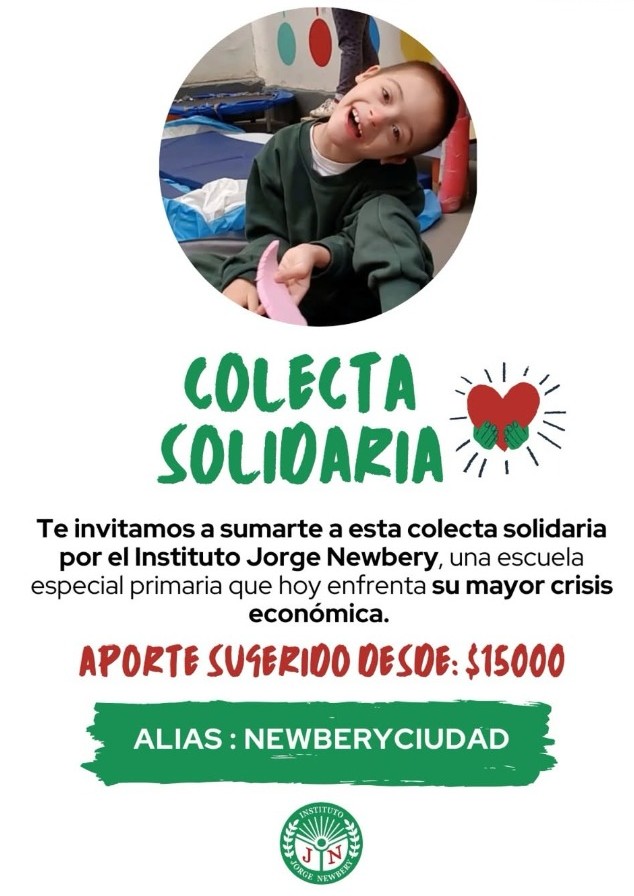 COLECTA
SOLIDARIA
Te invitamos a sumarte a esta colecta solidaria
por el Instituto Jorge Newbery, una escuela
especial primaria que hoy enfrenta su mayor crisis
económica.
APORTE SUGERIDO DESDE: $15000
ALIAS : NEWBERYCIUDAD
INSTITUTO
J N
JORGE NEWBERY